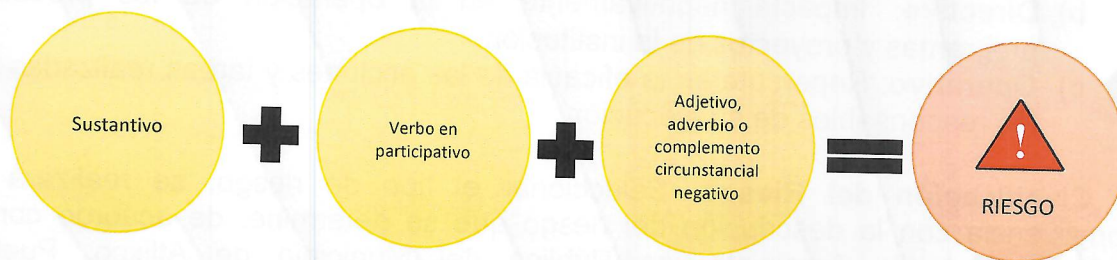 Sustantivo
Verbo en
participativo
Adjetivo,
adverbio o
complemento
circunstancial
negativo
!
RIESGO